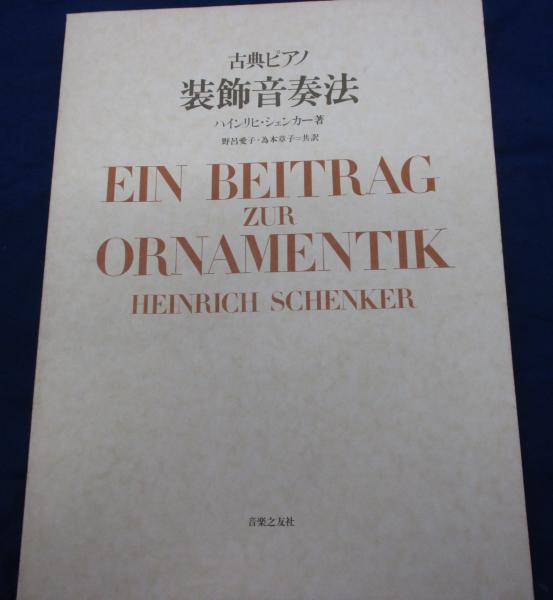 古典ピアノ
装飾音奏法
ハインリヒ・シェンカー著
野呂愛子・為本章子=共訳
EIN BEITRAG
ZUR
ORNAMENTIK
HEINRICH SCHENKER
音楽之友社